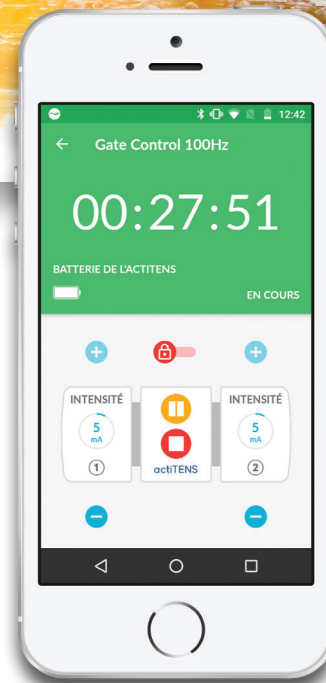 12:42
Gate Control 100Hz
00:27:51
BATTERIE DE L'ACTITENS
EN COURS
INTENSITÉ
5
mA
1
actiTENS
INTENSITÉ
5
mA
2